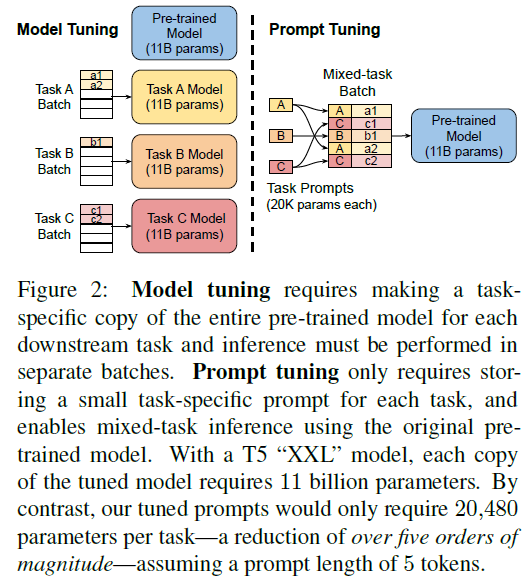 Model Tuning
Pre-trained
Model
(11B params)
Task A
Batch
a1
a2
Task A Model
(11B params)
Task B
Batch
b1
Task B Model
(11B params)
Task C
Batch
c1
c2
Task C Model
(11B params)
Prompt Tuning
Mixed-task
Batch
A
B
C
A a1
C c1
B b1
A a2
C c2
Task Prompts
(20K params each)
Pre-trained
Model
(11B params)
Figure 2: Model tuning requires making a task-
specific copy of the entire pre-trained model for each
downstream task and inference must be performed in
separate batches. Prompt tuning only requires stor-
ing a small task-specific prompt for each task, and
enables mixed-task inference using the original pre-
trained model. With a T5 “XXL” model, each copy
of the tuned model requires 11 billion parameters. By
contrast, our tuned prompts would only require 20,480
parameters per task—a reduction of over five orders of
magnitude—assuming a prompt length of 5 tokens.